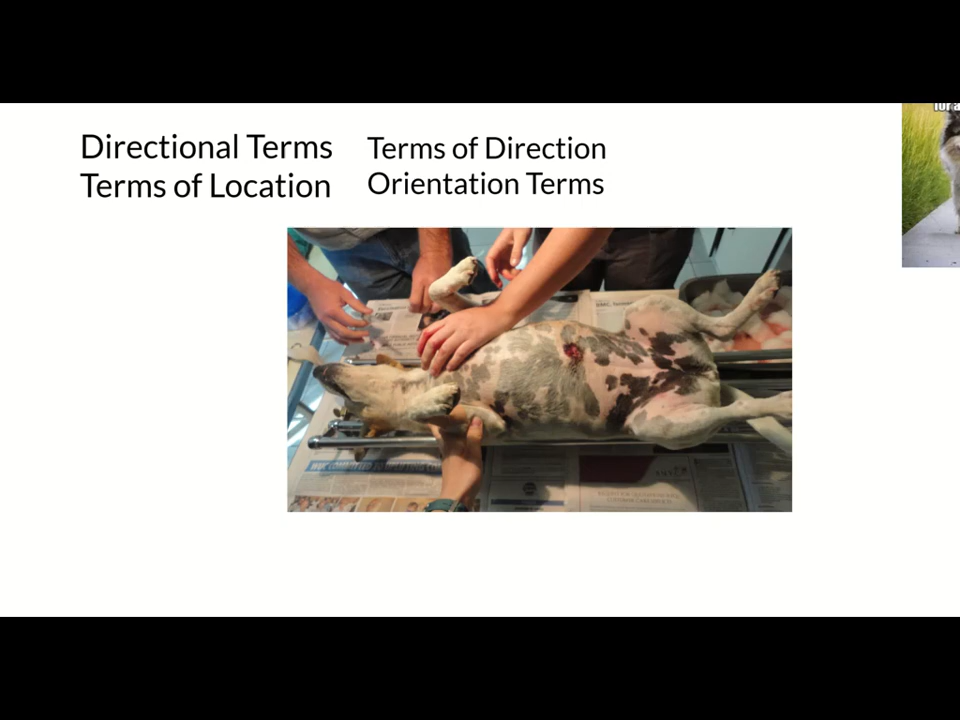 Directional Terms
Terms of Location
Terms of Direction
Orientation Terms